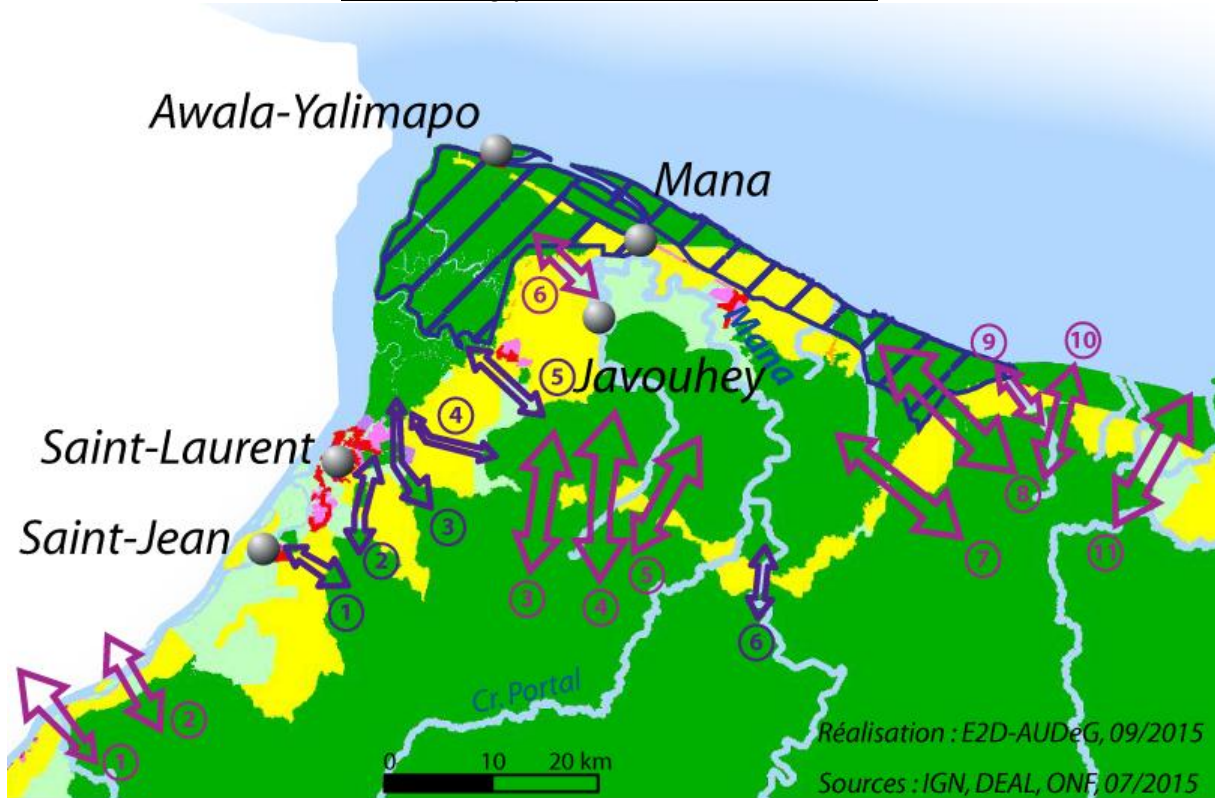 Awala-Yalimapo
Mana
6
Mana
9
10
5
Javouhey
4
Saint-Laurent
3
8
Saint-Jean
2
7
11
5
3
4
1
6
Cr. Portal
2
1
Réalisation : E2D-AUDeG, 09/2015
0 10 20 km
Sources : IGN, DEAL, ONF, 07/2015